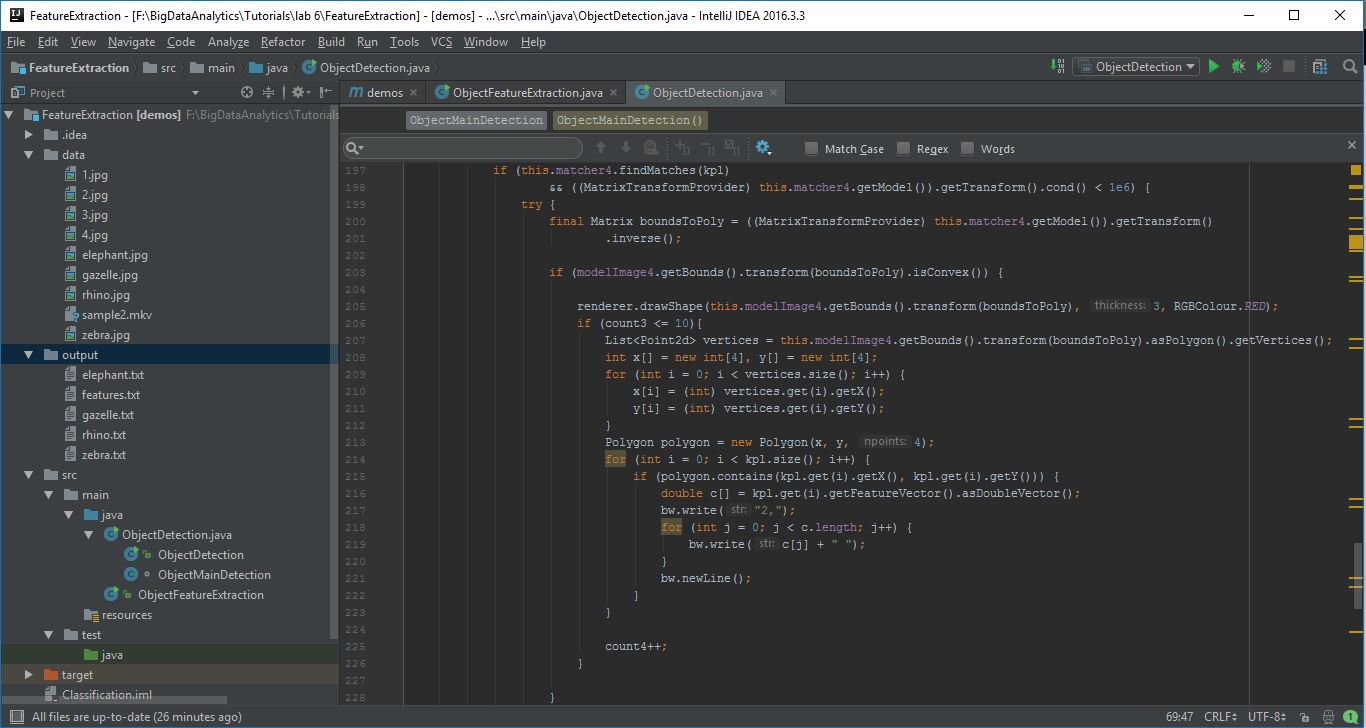 FeatureExtraction - [F:\BigDataAnalytics\Tutorials\lab 6\FeatureExtraction] - [demos] - ...\src\main\java\ObjectDetection.java - IntelliJ IDEA 2016.3.3
File Edit View Navigate Code Analyze Refactor Build Run Tools VCS Window Help
FeatureExtraction src main java ObjectDetection.java ObjectDetection
Project
m demos ObjectFeatureExtraction.java ObjectDetection.java
FeatureExtraction [demos] F:\BigDataAnalytics\Tutorials
.idea
data
1.jpg
2.jpg
3.jpg
4.jpg
elephant.jpg
gazelle.jpg
rhino.jpg
sample2.mkv
zebra.jpg
output
elephant.txt
features.txt
gazelle.txt
rhino.txt
zebra.txt
src
main
java
ObjectDetection.java
ObjectDetection
ObjectMainDetection
ObjectFeatureExtraction
resources
test
java
target
Classification.iml
ObjectMainDetection ObjectMainDetection()
Match Case Regex Words
197 if (this.matcher4.findMatches(kpl)
198 && ((MatrixTransformProvider) this.matcher4.getModel()).getTransform().cond() < 1e6) {
199 try {
200 final Matrix boundsToPoly = ((MatrixTransformProvider) this.matcher4.getModel()).getTransform()
201 .inverse();
202
203 if (modelImage4.getBounds().transform(boundsToPoly).isConvex()) {
204
205 renderer.drawShape(this.modelImage4.getBounds().transform(boundsToPoly), thickness: 3, RGBColour.RED);
206 if (count3 <= 10){
207 List<Point2d> vertices = this.modelImage4.getBounds().transform(boundsToPoly).asPolygon().getVertices();
208 int x[] = new int[4], y[] = new int[4];
209 for (int i = 0; i < vertices.size(); i++) {
210 x[i] = (int) vertices.get(i).getX();
211 y[i] = (int) vertices.get(i).getY();
212 }
213 Polygon polygon = new Polygon(x, y, npoints: 4);
214 for (int i = 0; i < kpl.size(); i++) {
215 if (polygon.contains(kpl.get(i).getX(), kpl.get(i).getY())) {
216 double c[] = kpl.get(i).getFeatureVector().asDoubleVector();
217 bw.write( str: "2,");
218 for (int j = 0; j < c.length; j++) {
219 bw.write( str: c[j] + " ");
220 }
221 bw.newLine();
222 }
223 }
224
225 count4++;
226 }
227
228 }
All files are up-to-date (26 minutes ago) 69:47 CRLF UTF-8 1